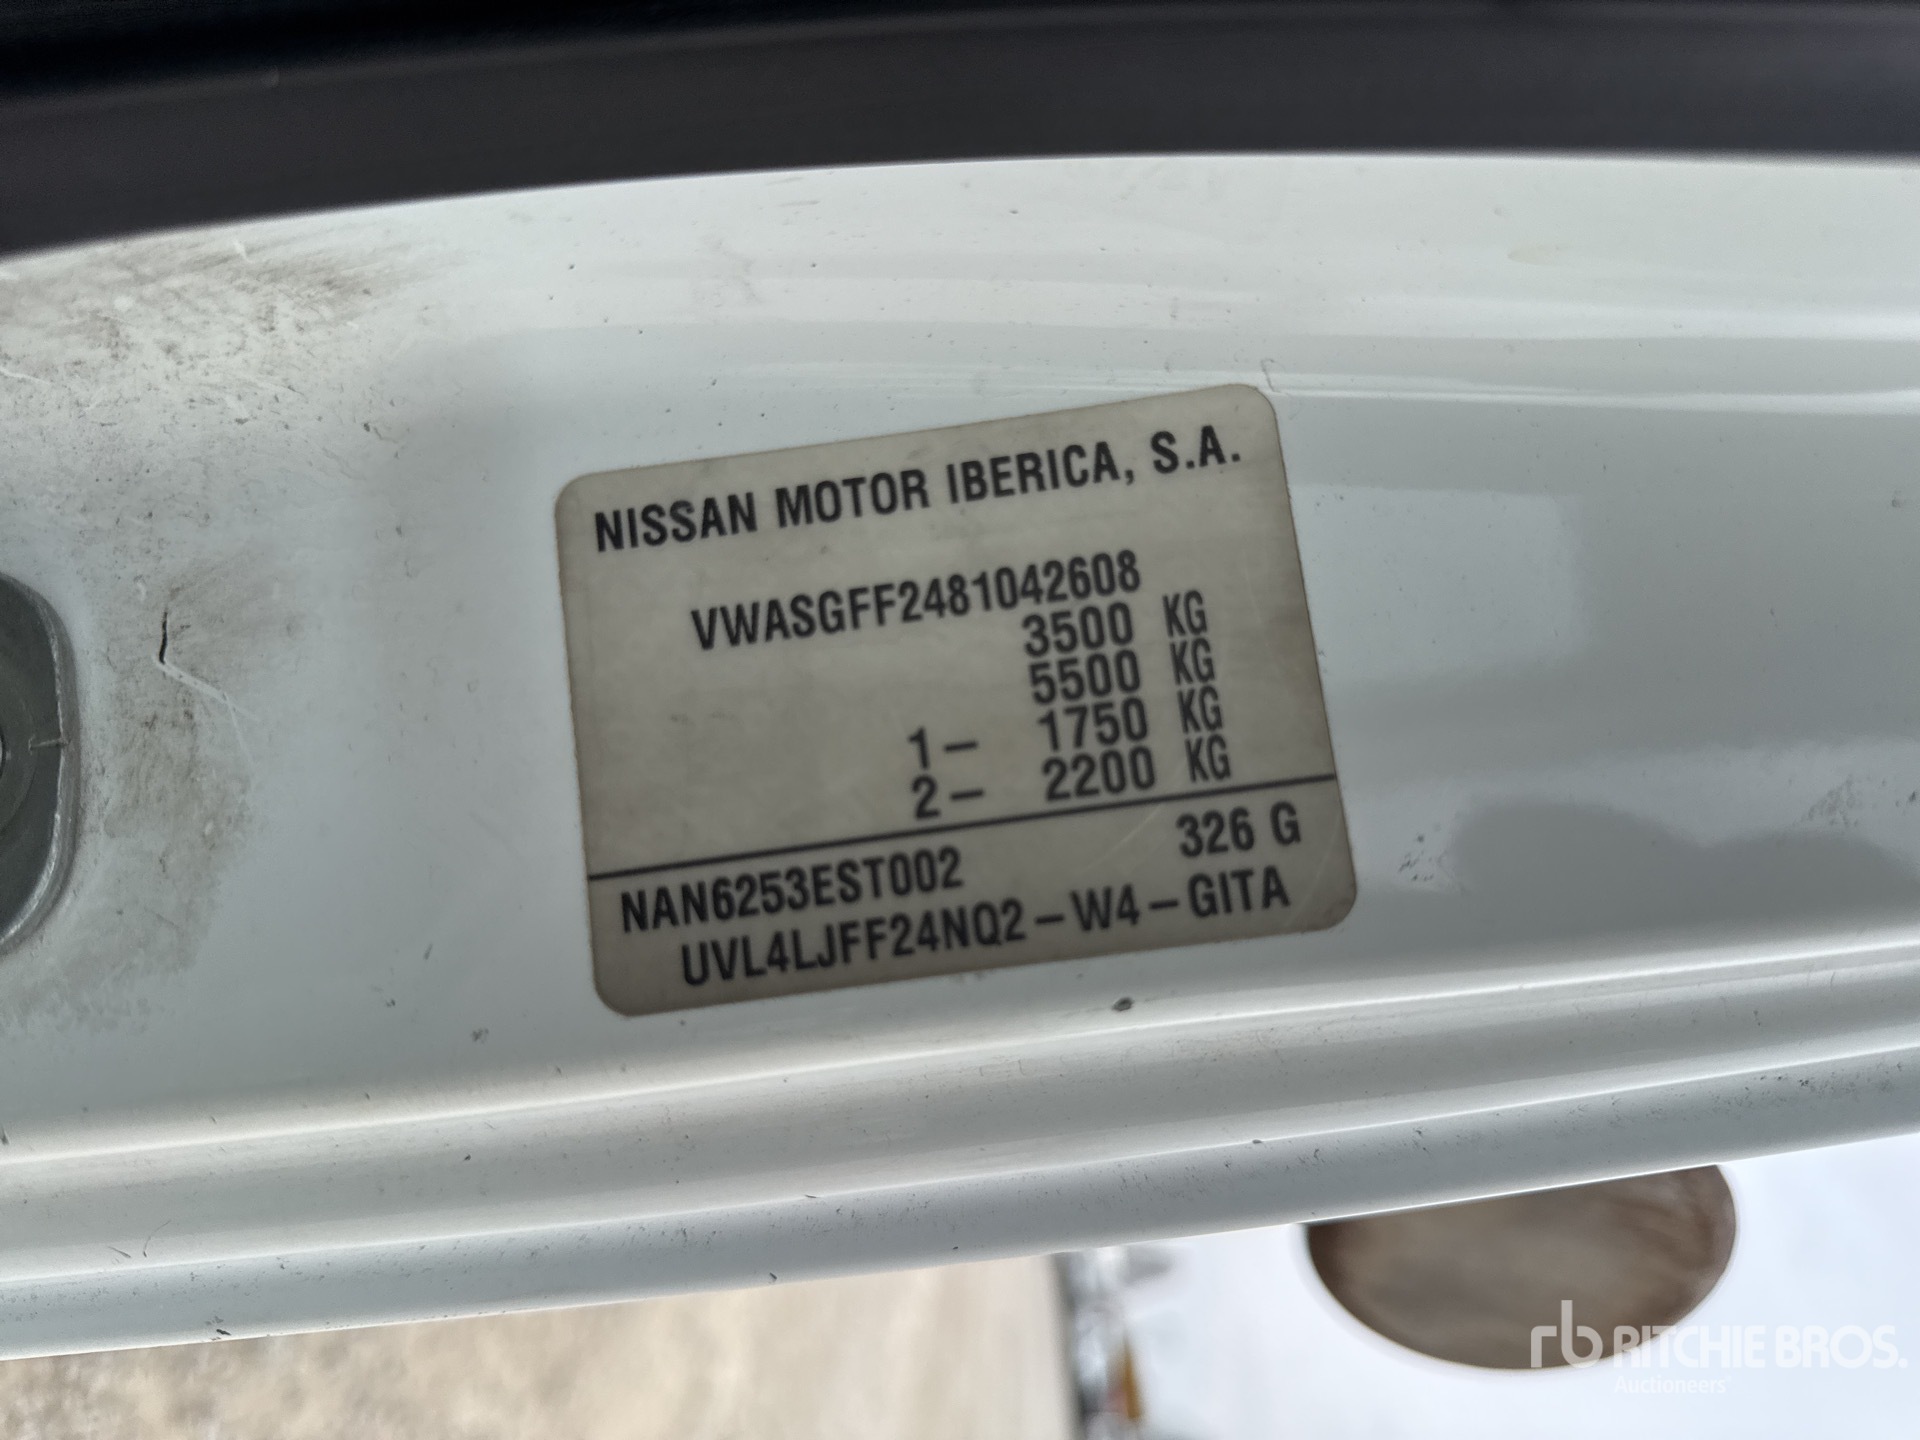 NISSAN MOTOR IBERICA, S.A.
VWASGFF2481042608
3500 KG
5500 KG
1- 1750 KG
2- 2200 KG
326 G
NAN6253EST002
UVL4LJFF24NQ2-W4-GITA
rb RITCHIE BROS.
Auctioneers